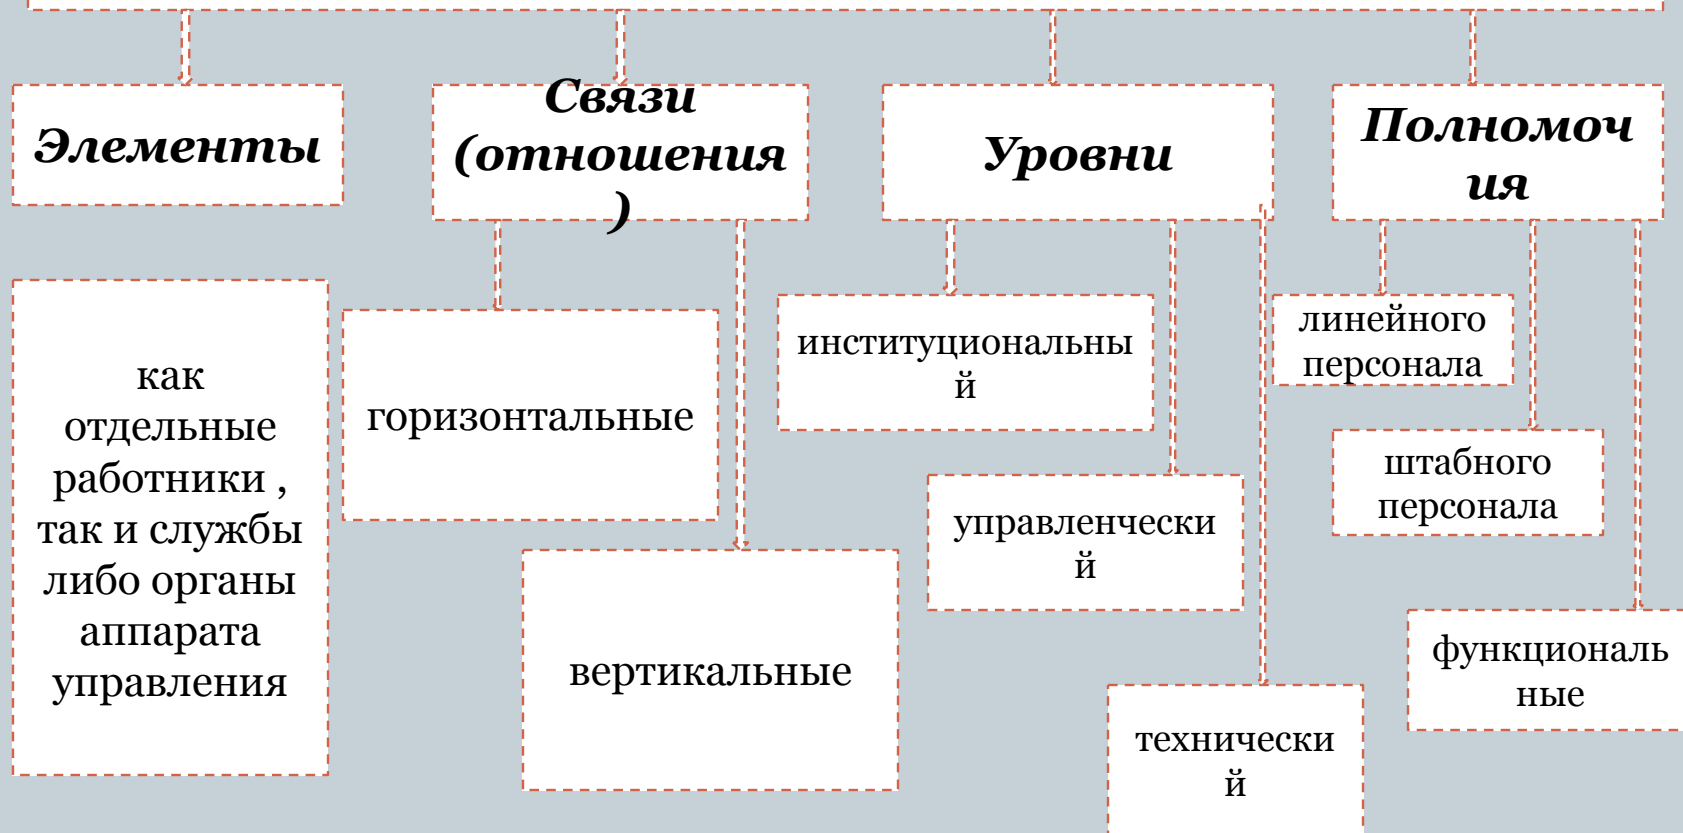 Элементы
Связи
(отношения
)
Уровни
Полномоч
ия
как
отдельные
работники ,
так и службы
либо органы
аппарата
управления
горизонтальные
вертикальные
институциональны
й
управленчески
й
технически
й
линейного
персонала
штабного
персонала
функциональ
ные